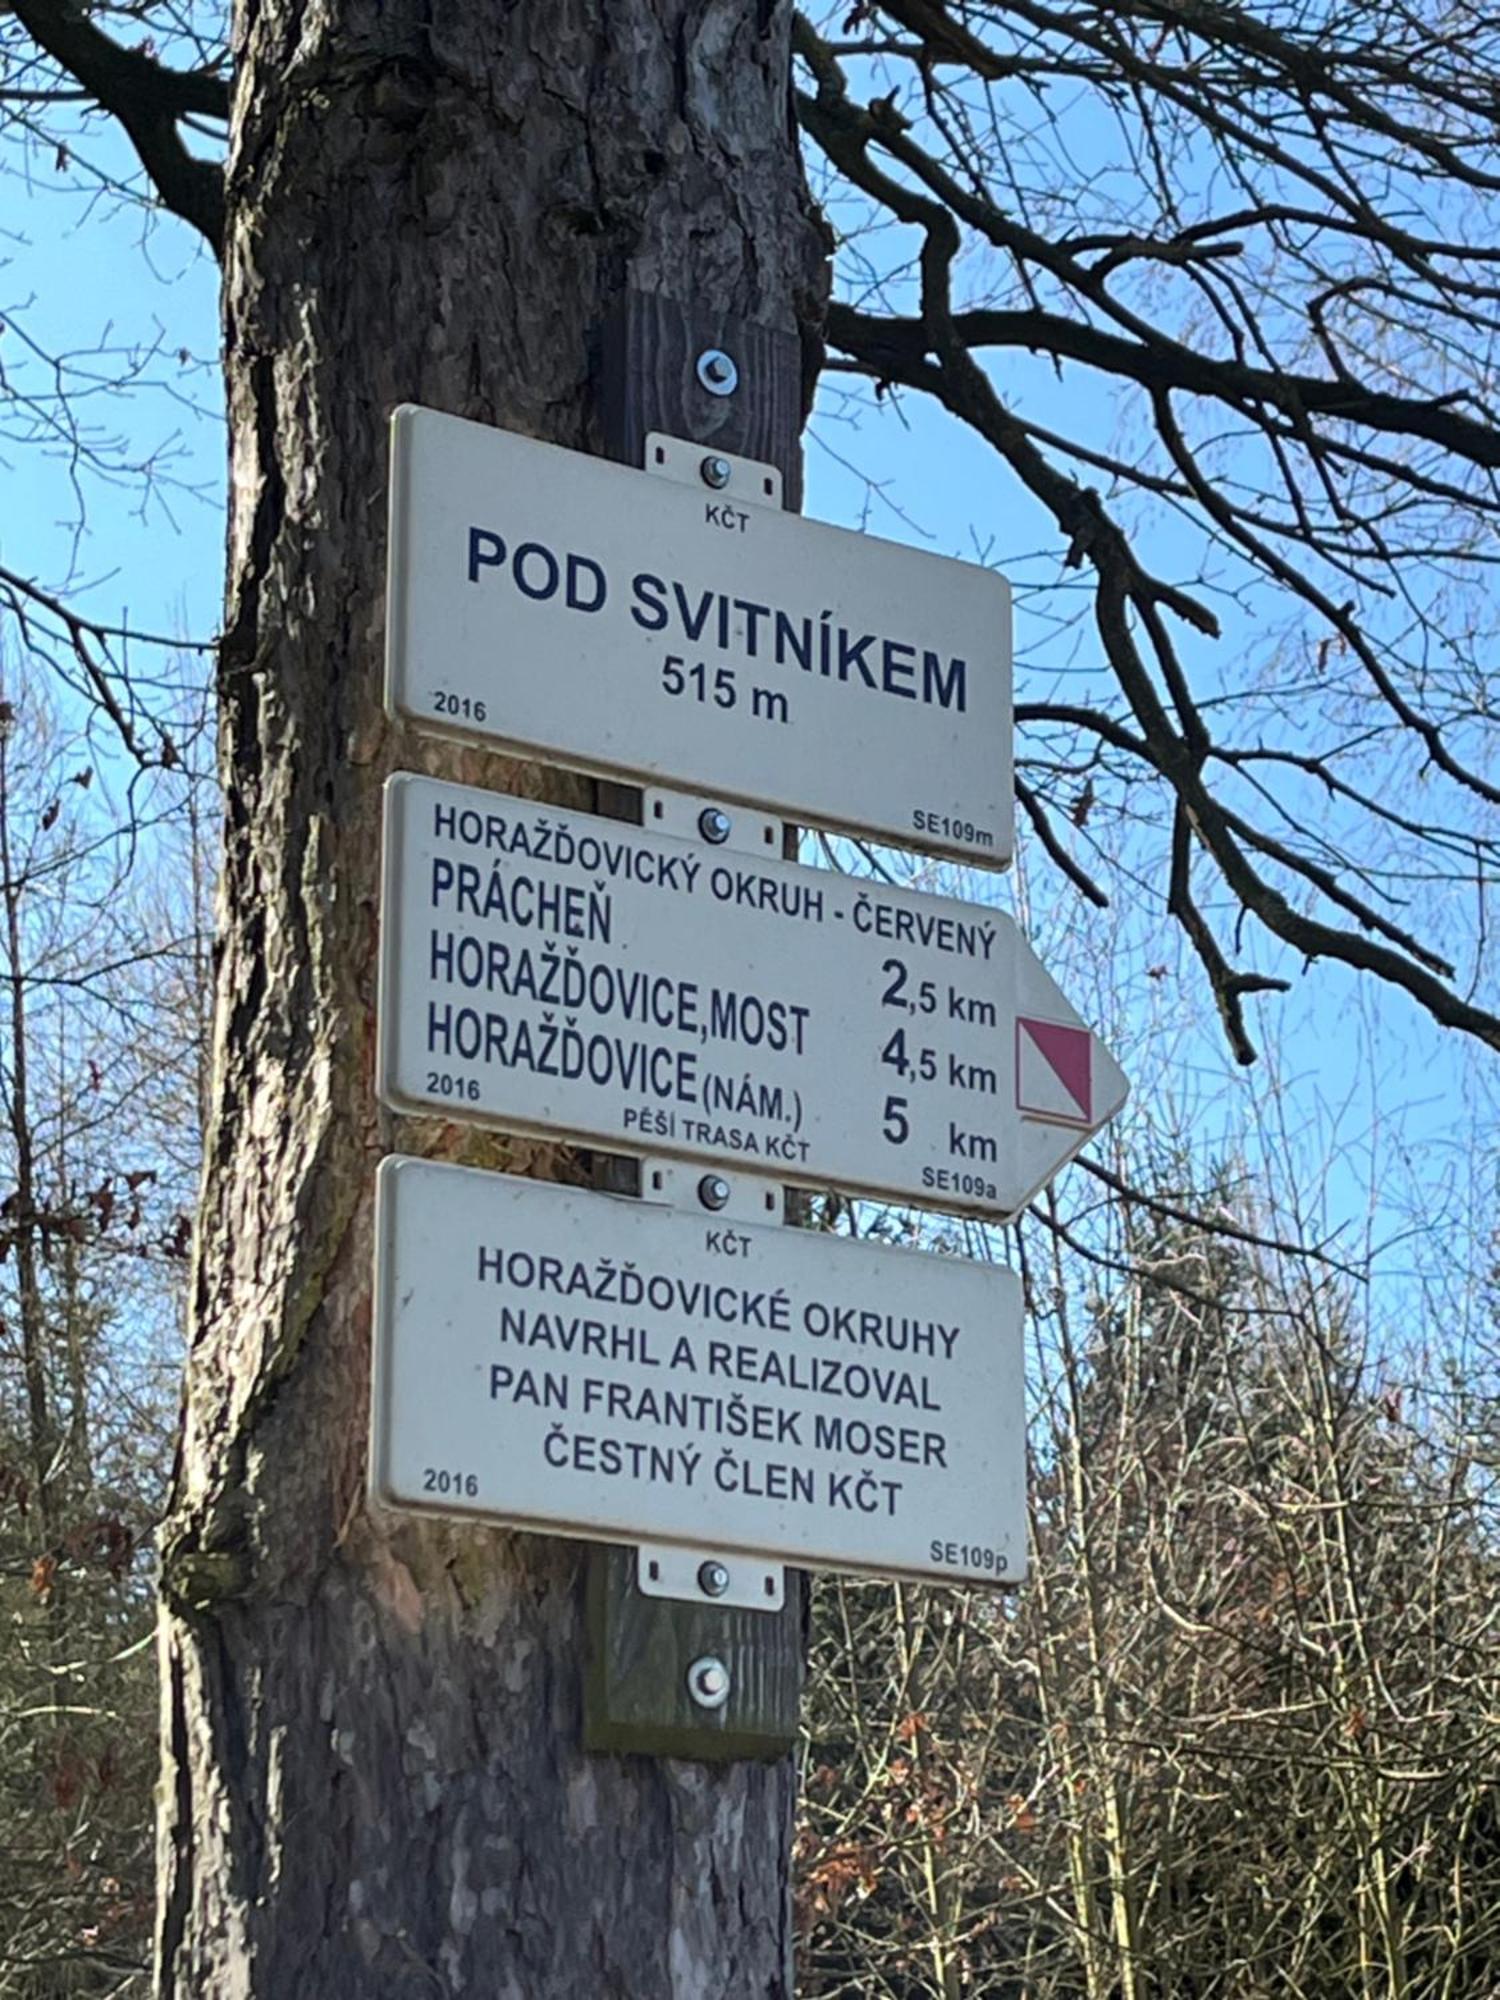 KČT
POD SVITNÍKEM
515 m
2016
SE109m
HORAŽĎOVICKÝ OKRUH - ČERVENÝ
PRÁCHEŇ 2,5 km
HORAŽĎOVICE,MOST 4,5 km
HORAŽĎOVICE(NÁM.) 5 km
2016 PĚŠÍ TRASA KČT SE109a
KČT
HORAŽĎOVICKÉ OKRUHY
NAVRHL A REALIZOVAL
PAN FRANTIŠEK MOSER
ČESTNÝ ČLEN KČT
2016
SE109p